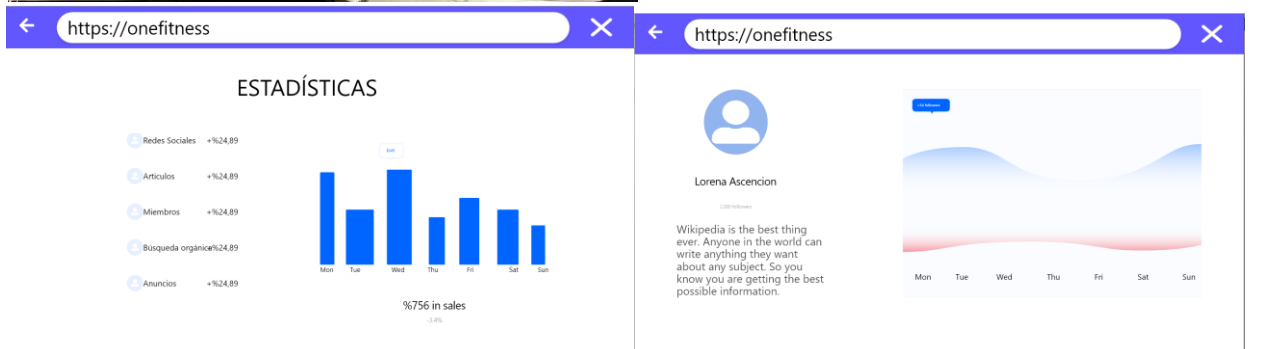 https://onefitness
ESTADÍSTICAS
Redes Sociales +%24,89
Articulos +%24,89
Miembros +%24,89
Búsqueda orgánica +%24,89
Anuncios +%24,89
Mon Tue Wed Thu Fri Sat Sun
%756 in sales
-3.4%
https://onefitness
Lorena Ascencion
followers
Wikipedia is the best thing
ever. Anyone in the world can
write anything they want
about any subject. So you
know you are getting the best
possible information.
followers
Mon Tue Wed Thu Fri Sat Sun